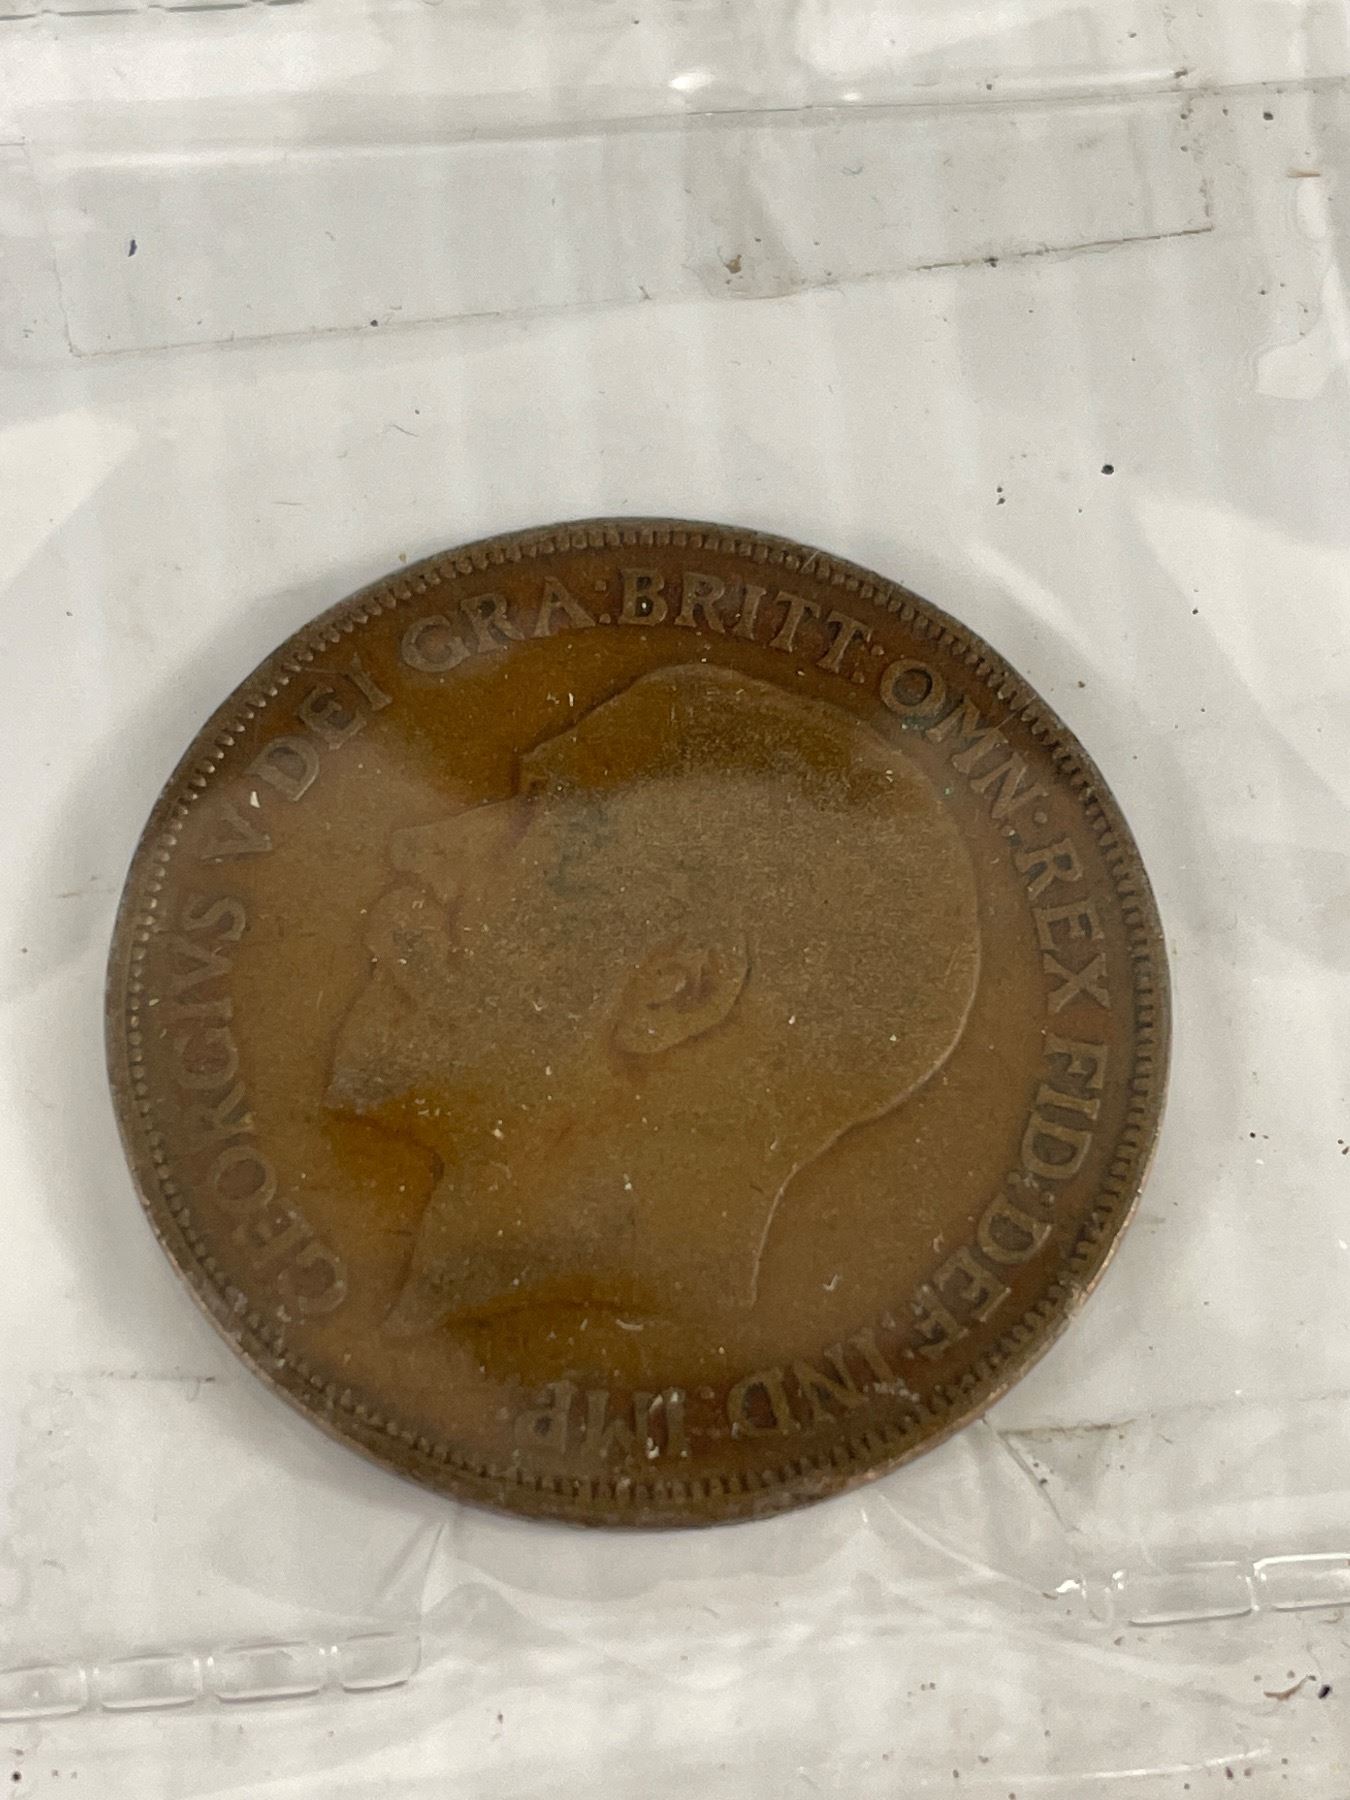 GEORGIVS V DEI GRA: BRITT: OMN: REX FID: DEF: IND: IMP